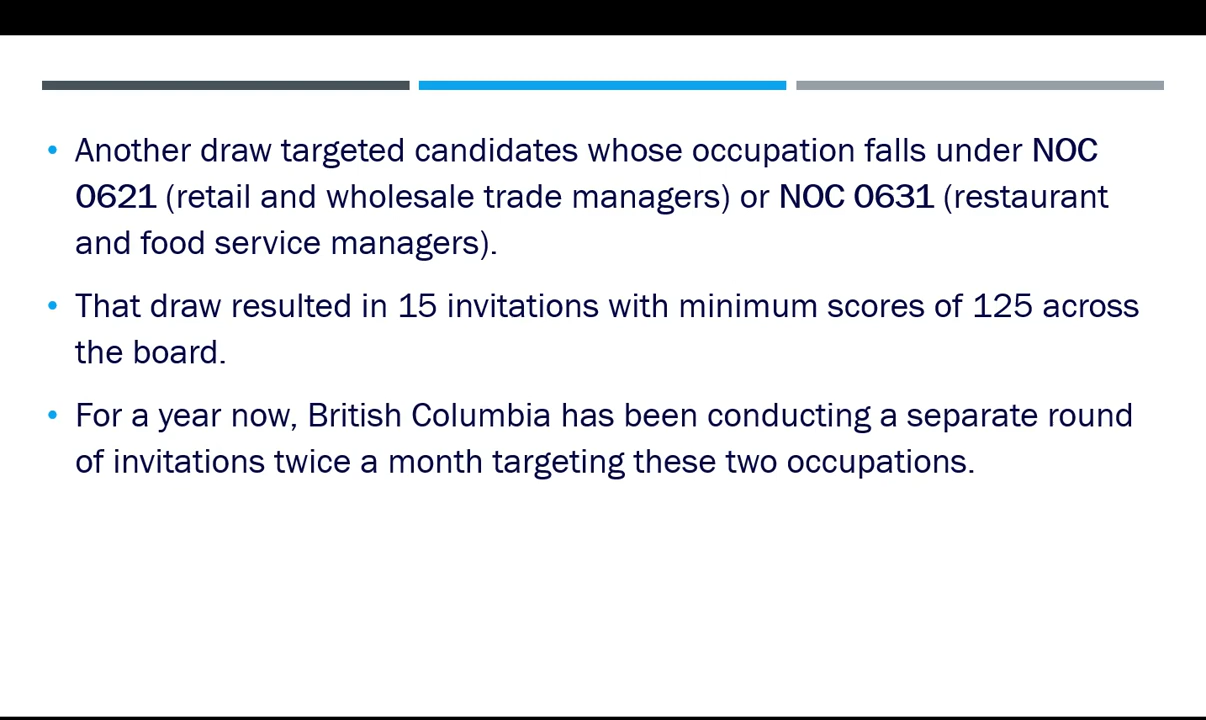 • Another draw targeted candidates whose occupation falls under NOC
0621 (retail and wholesale trade managers) or NOC 0631 (restaurant
and food service managers).
• That draw resulted in 15 invitations with minimum scores of 125 across
the board.
• For a year now, British Columbia has been conducting a separate round
of invitations twice a month targeting these two occupations.